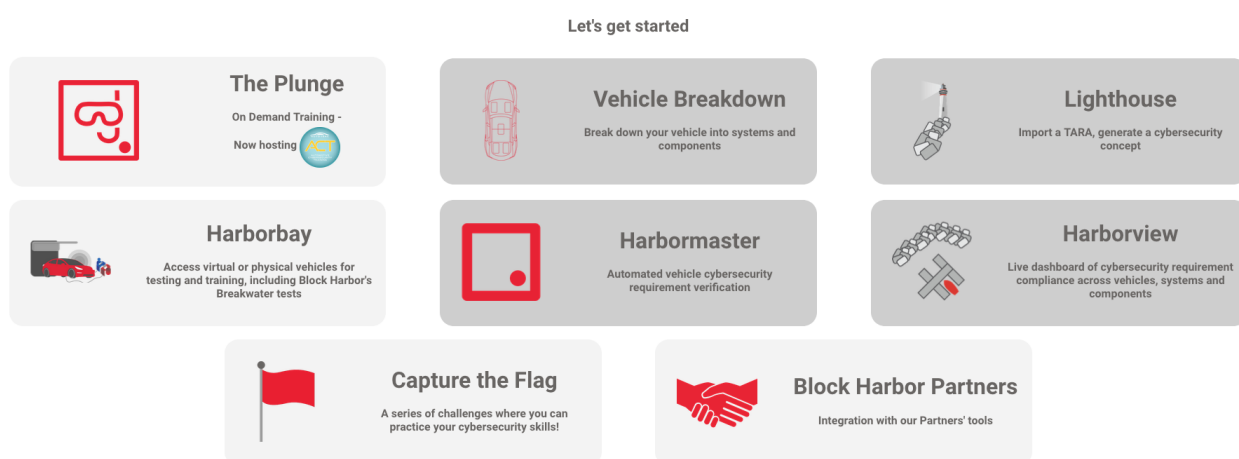 Let's get started
The Plunge
On Demand Training -
Now hosting ACT
Vehicle Breakdown
Break down your vehicle into systems and
components
Lighthouse
Import a TARA, generate a cybersecurity
concept
Harborbay
Access virtual or physical vehicles for
testing and training, including Block Harbor's
Breakwater tests
Harbormaster
Automated vehicle cybersecurity
requirement verification
Harborview
Live dashboard of cybersecurity requirement
compliance across vehicles, systems and
components
Capture the Flag
A series of challenges where you can
practice your cybersecurity skills!
Block Harbor Partners
Integration with our Partners' tools